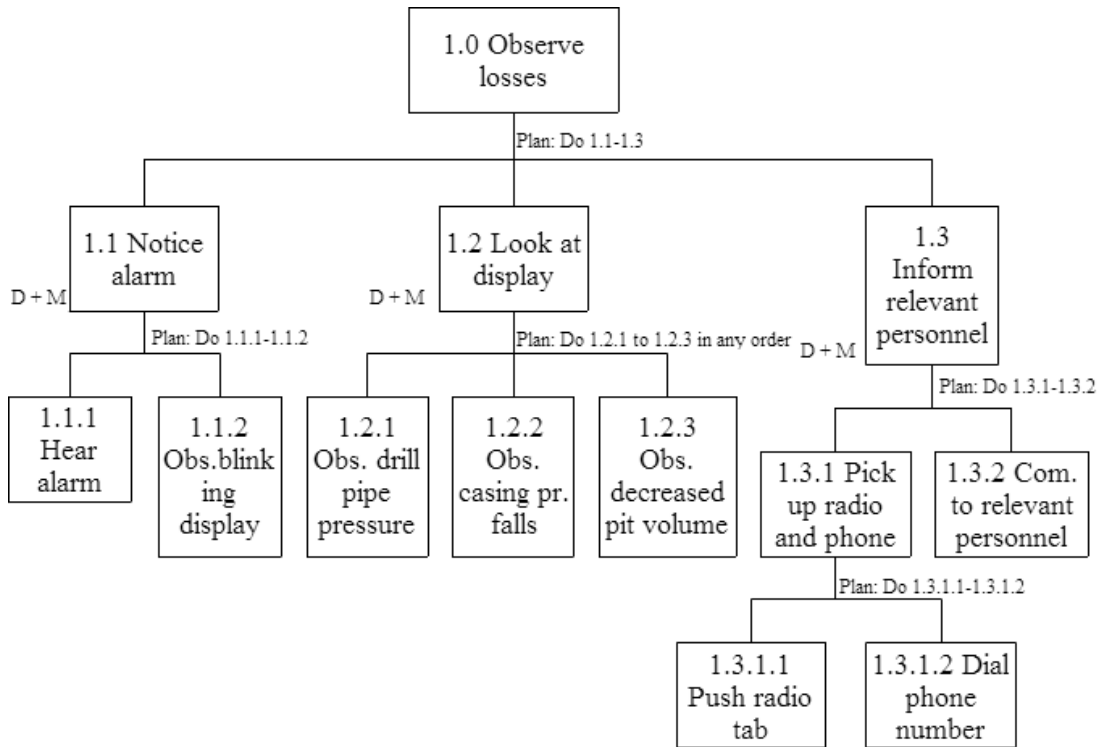 1.0 Observe
losses
Plan: Do 1.1-1.3
1.1 Notice
alarm
D + M
Plan: Do 1.1.1-1.1.2
1.2 Look at
display
D + M
Plan: Do 1.2.1 to 1.2.3 in any order
1.3
Inform
relevant
personnel
D + M
Plan: Do 1.3.1-1.3.2
1.1.1
Hear
alarm
1.1.2
Obs.blink
ing
display
1.2.1
Obs. drill
pipe
pressure
1.2.2
Obs.
casing pr.
falls
1.2.3
Obs.
decreased
pit volume
1.3.1 Pick
up radio
and phone
1.3.2 Com.
to relevant
personnel
Plan: Do 1.3.1.1-1.3.1.2
1.3.1.1
Push radio
tab
1.3.1.2 Dial
phone
number